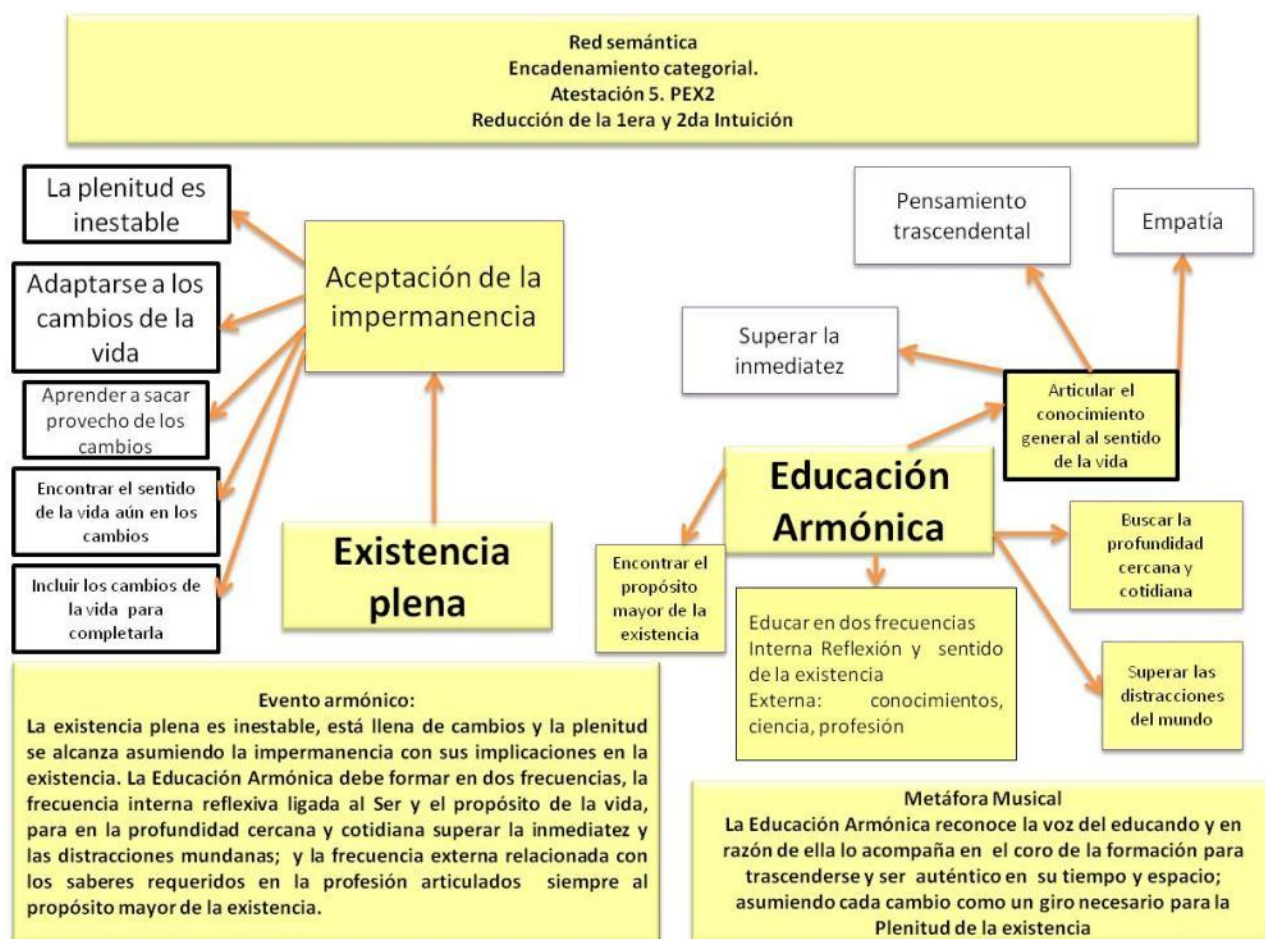 Red semántica
Encadenamiento categorial.
Atestación 5. PEX2
Reducción de la 1era y 2da Intuición
La plenitud es
inestable
Adaptarse a los
cambios de la
vida
Aprender a sacar
provecho de los
cambios
Encontrar el sentido
de la vida aún en los
cambios
Incluir los cambios de
la vida para
completarla
Aceptación de la
impermanencia
Existencia
plena
Pensamiento
trascendental
Empatía
Superar la
inmediatez
Articular el
conocimiento
general al sentido
de la vida
Educación
Armónica
Encontrar el
propósito
mayor de la
existencia
Educar en dos frecuencias
Interna Reflexión y sentido
de la existencia
Externa: conocimientos,
ciencia, profesión
Buscar la
profundidad
cercana y
cotidiana
Superar las
distracciones
del mundo
Evento armónico:
La existencia plena es inestable, está llena de cambios y la plenitud
se alcanza asumiendo la impermanencia con sus implicaciones en la
existencia. La Educación Armónica debe formar en dos frecuencias, la
frecuencia interna reflexiva ligada al Ser y el propósito de la vida,
para en la profundidad cercana y cotidiana superar la inmediatez y
las distracciones mundanas; y la frecuencia externa relacionada con
los saberes requeridos en la profesión articulados siempre al
propósito mayor de la existencia.
Metáfora Musical
La Educación Armónica reconoce la voz del educando y en
razón de ella lo acompaña en el coro de la formación para
trascenderse y ser auténtico en su tiempo y espacio;
asumiendo cada cambio como un giro necesario para la
Plenitud de la existencia